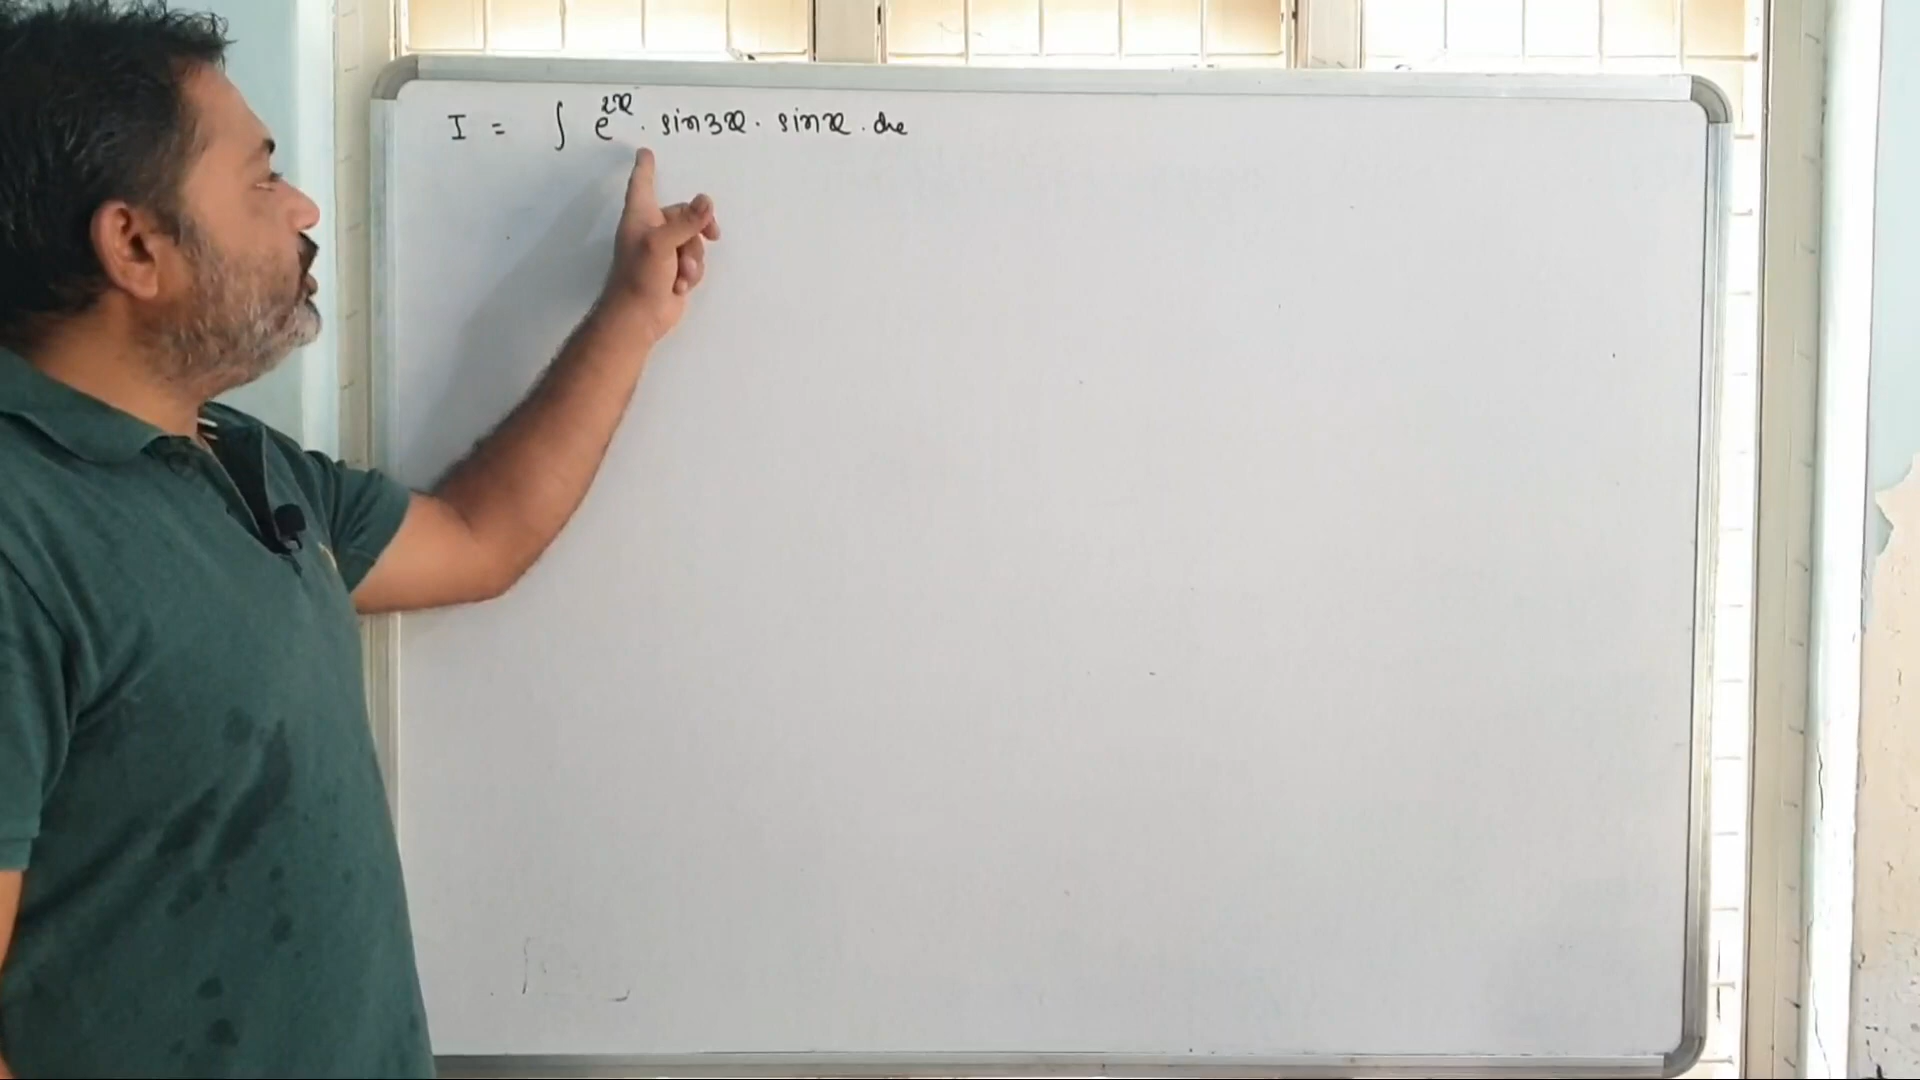 I = ∫ e^{2x} · sin3x · sinx · dx